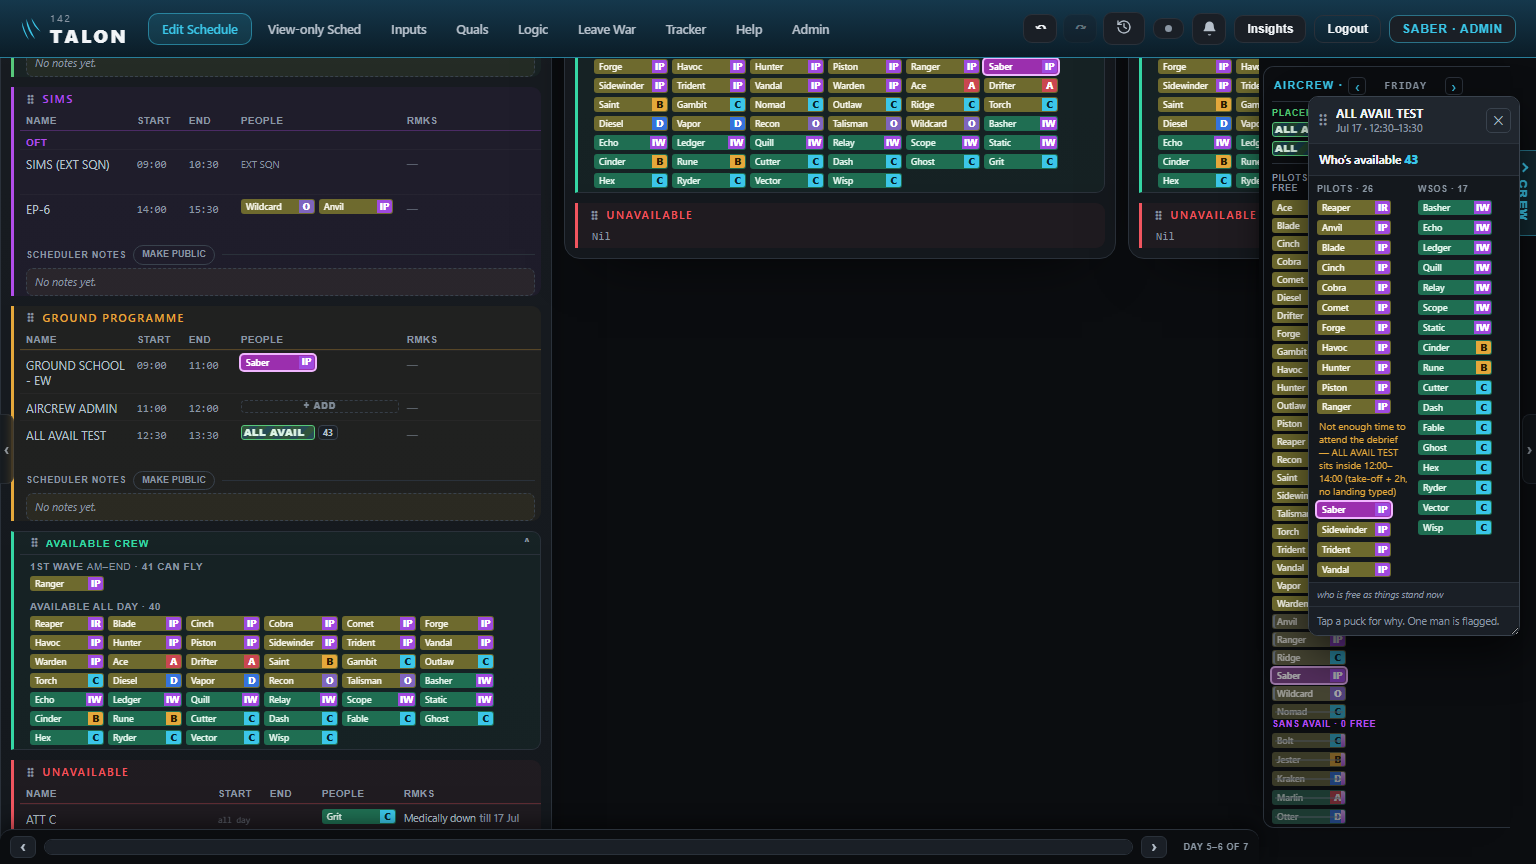 142
TALON
Edit Schedule
View-only Sched
Inputs
Quals
Logic
Leave War
Tracker
Help
Admin
Insights
Logout
SABER · ADMIN
No notes yet.
SIMS
NAME START END PEOPLE RMKS
OFT
SIMS (EXT SQN) 09:00 10:30 EXT SQN —
EP-6 14:00 15:30 Wildcard O Anvil IP —
SCHEDULER NOTES MAKE PUBLIC
No notes yet.
GROUND PROGRAMME
NAME START END PEOPLE RMKS
GROUND SCHOOL - EW 09:00 11:00 Saber IP —
AIRCREW ADMIN 11:00 12:00 + ADD —
ALL AVAIL TEST 12:30 13:30 ALL AVAIL 43 —
SCHEDULER NOTES MAKE PUBLIC
No notes yet.
AVAILABLE CREW
1ST WAVE AM–END · 41 CAN FLY
Ranger IP
AVAILABLE ALL DAY · 40
Reaper IR Blade IP Cinch IP Cobra IP Comet IP Forge IP
Havoc IP Hunter IP Piston IP Sidewinder IP Trident IP Vandal IP
Warden IP Ace A Drifter A Saint B Gambit C Outlaw C
Torch C Diesel D Vapor D Recon O Talisman O Basher IW
Echo IW Ledger IW Quill IW Relay IW Scope IW Static IW
Cinder B Rune B Cutter C Dash C Fable C Ghost C
Hex C Ryder C Vector C Wisp C
UNAVAILABLE
NAME START END PEOPLE RMKS
ATT C all day Grit C Medically down till 17 Jul
Forge IP Havoc IP Hunter IP Piston IP Ranger IP Saber IP
Sidewinder IP Trident IP Vandal IP Warden IP Ace A Drifter A
Saint B Gambit C Nomad C Outlaw C Ridge C Torch C
Diesel D Vapor D Recon O Talisman O Wildcard O Basher IW
Echo IW Ledger IW Quill IW Relay IW Scope IW Static IW
Cinder B Rune B Cutter C Dash C Ghost C Grit C
Hex C Ryder C Vector C Wisp C
UNAVAILABLE
Nil
Forge IP Havo
Sidewinder IP Trident
Saint B Gam
Diesel D Vapo
Echo IW Ledg
Cinder B Rune
Hex C Ryde
UNAVAILABLE
Nil
AIRCREW · ‹ FRIDAY ›
ALL A
ALL
PILOTS
FREE
Ace
Blade
Cinch
Cobra
Comet
Diesel
Drifter
Forge
Gambit
Havoc
Hunter
Outlaw
Piston
Reaper
Recon
Saint
Sidewin
Talisma
Torch
Trident
Vandal
Vapor
Warden
Anvil
Ranger IP
Ridge C
Saber IP
Wildcard O
Nomad C
SANS AVAIL · 0 FREE
Bolt C
Jester B
Kraken D
Marlin A
Otter D
ALL AVAIL TEST
Jul 17 · 12:30–13:30
Who's available 43
PILOTS · 26
Reaper IR
Anvil IP
Blade IP
Cinch IP
Cobra IP
Comet IP
Forge IP
Havoc IP
Hunter IP
Piston IP
Ranger IP
Not enough time to
attend the debrief
— ALL AVAIL TEST
sits inside 12:00–
14:00 (take-off + 2h,
no landing typed)
Saber IP
Sidewinder IP
Trident IP
Vandal IP
WSOS · 17
Basher IW
Echo IW
Ledger IW
Quill IW
Relay IW
Scope IW
Static IW
Cinder B
Rune B
Cutter C
Dash C
Fable C
Ghost C
Hex C
Ryder C
Vector C
Wisp C
who is free as things stand now
Tap a puck for why. One man is flagged.
CREW
DAY 5–6 OF 7